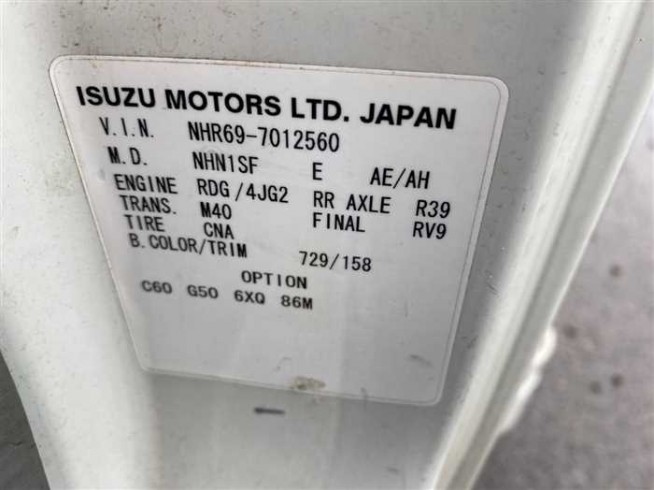 ISUZU MOTORS LTD. JAPAN
V.I.N. NHR69-7012560
M.D. NHN1SF E AE/AH
ENGINE RDG/4JG2 RR AXLE R39
TRANS. M40 FINAL RV9
TIRE CNA
B.COLOR/TRIM 729/158
OPTION
C60 G50 6XQ 86M